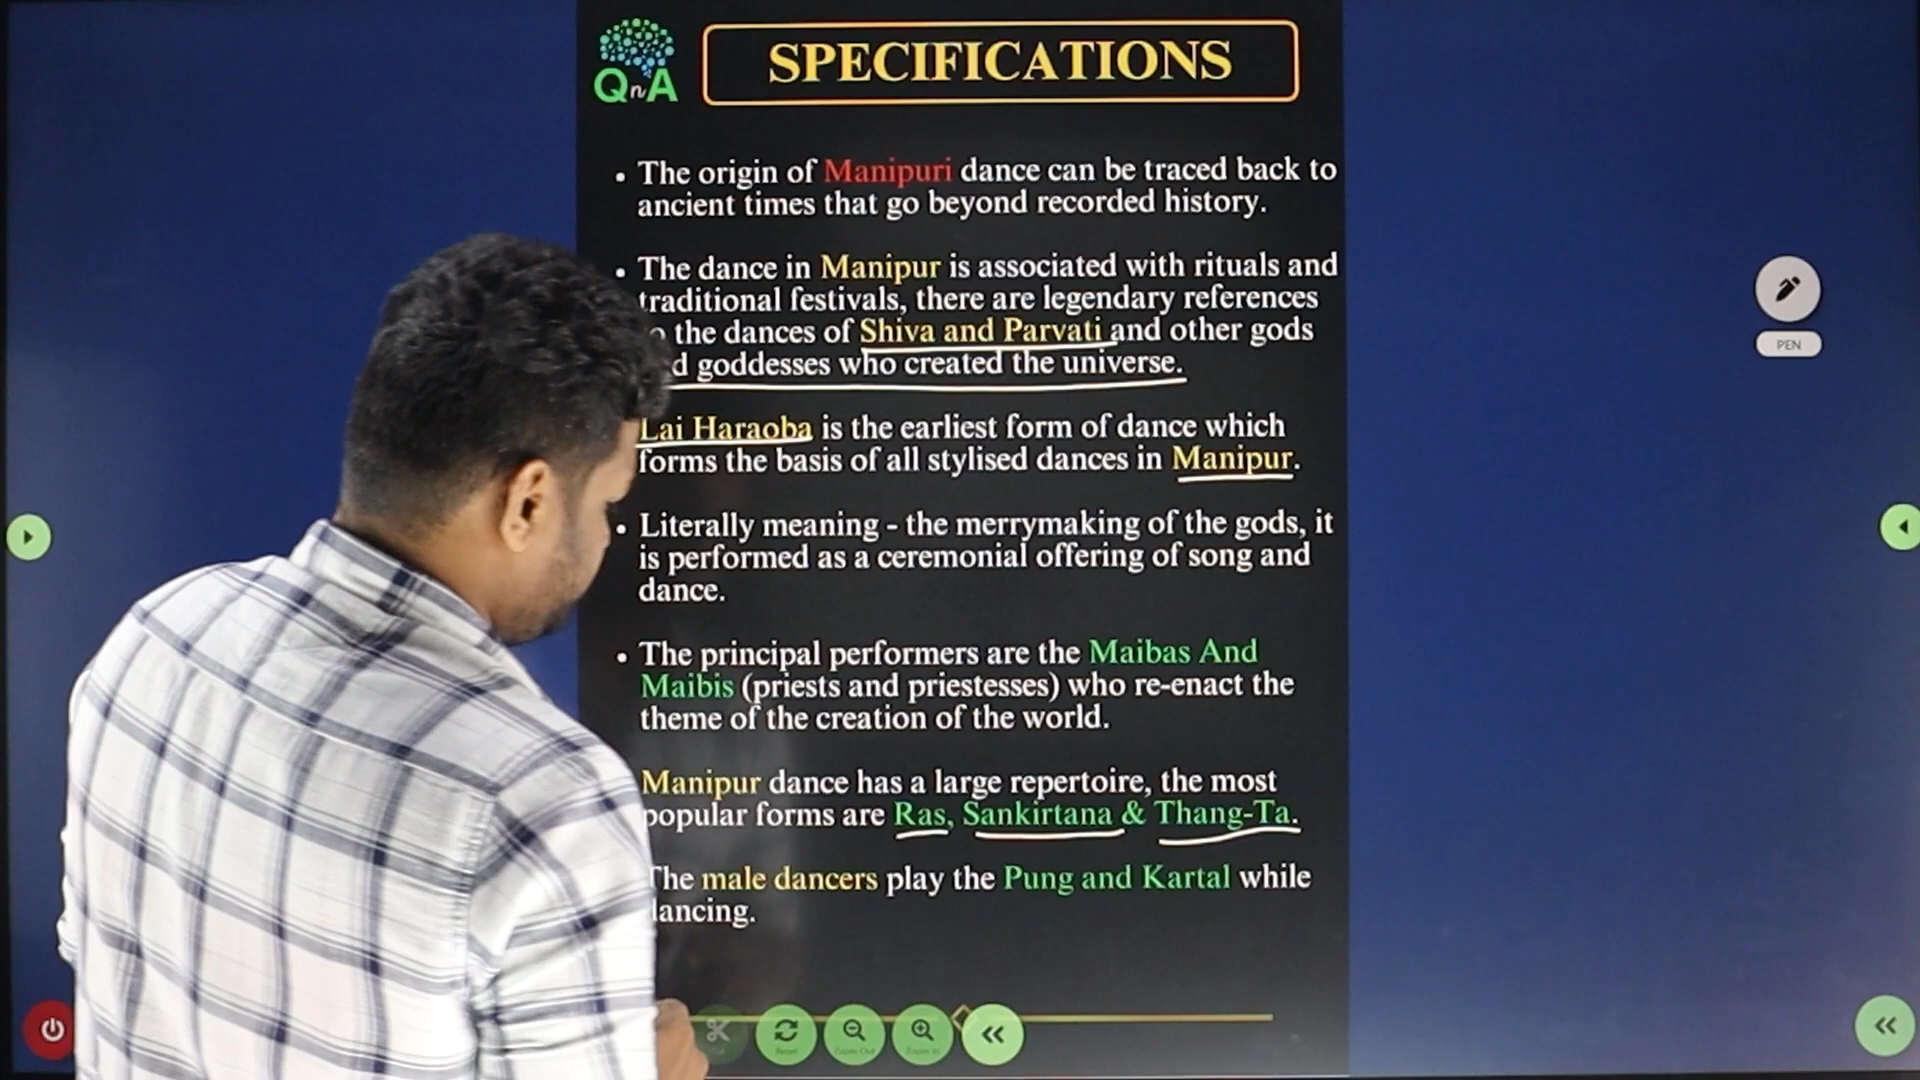 QnA
SPECIFICATIONS
• The origin of Manipuri dance can be traced back to
ancient times that go beyond recorded history.
• The dance in Manipur is associated with rituals and
traditional festivals, there are legendary references
the dances of Shiva and Parvati and other gods
goddesses who created the universe.
Lai Haraoba is the earliest form of dance which
forms the basis of all stylised dances in Manipur.
• Literally meaning - the merrymaking of the gods, it
is performed as a ceremonial offering of song and
dance.
• The principal performers are the Maibas And
Maibis (priests and priestesses) who re-enact the
theme of the creation of the world.
Manipur dance has a large repertoire, the most
popular forms are Ras, Sankirtana & Thang-Ta.
The male dancers play the Pung and Kartal while
dancing.
PEN
Reset
Zoom Out
Zoom In